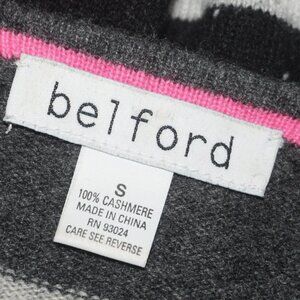 belford
S
100% CASHMERE
MADE IN CHINA
RN 93024
CARE SEE REVERSE